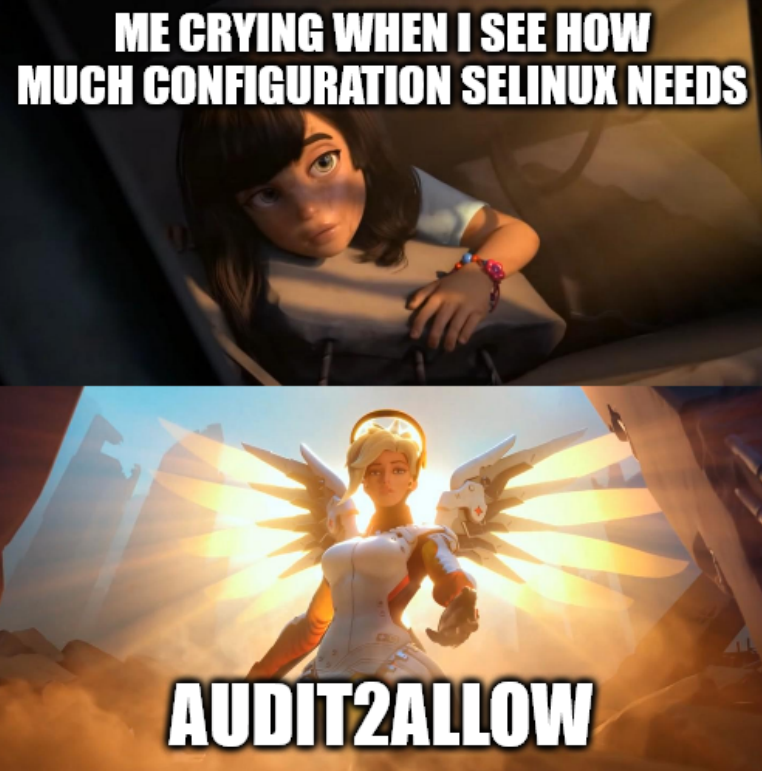 ME CRYING WHEN I SEE HOW
MUCH CONFIGURATION SELINUX NEEDS
AUDIT2ALLOW